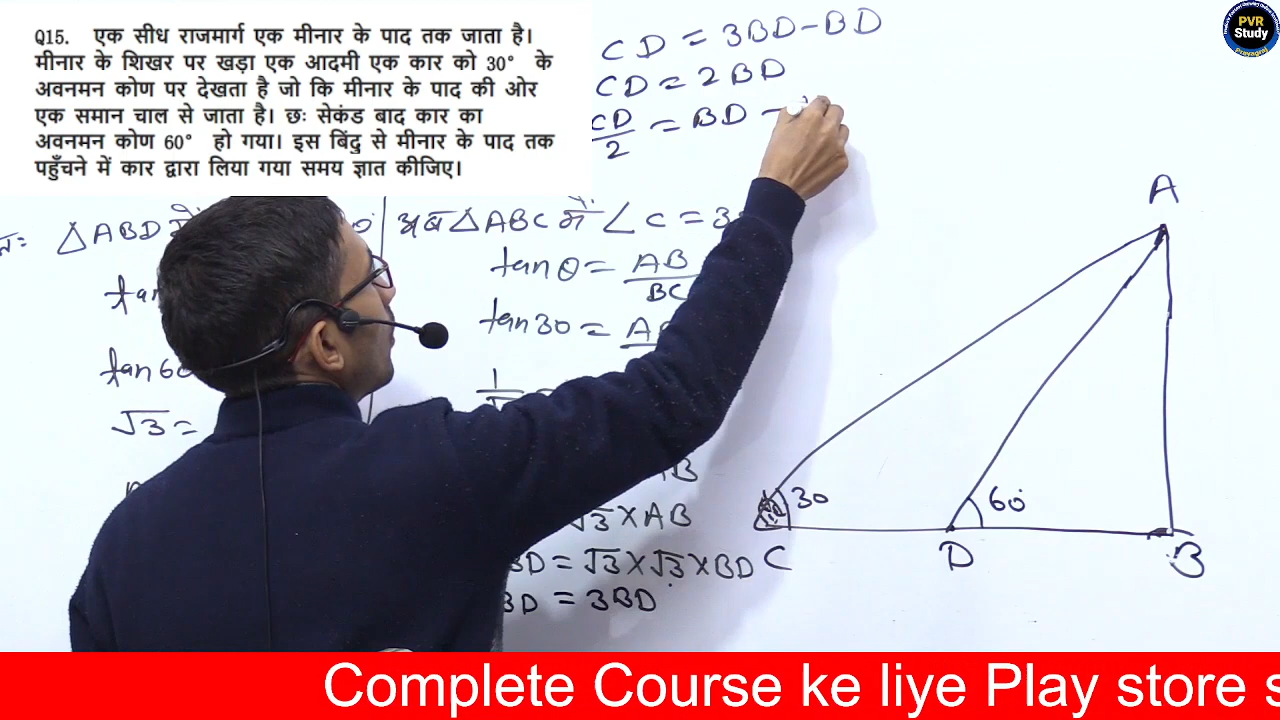 Q15. एक सीध राजमार्ग एक मीनार के पाद तक जाता है।
मीनार के शिखर पर खड़ा एक आदमी एक कार को 30° के
अवनमन कोण पर देखता है जो कि मीनार के पाद की ओर
एक समान चाल से जाता है। छः सेकंड बाद कार का
अवनमन कोण 60° हो गया। इस बिंदु से मीनार के पाद तक
पहुँचने में कार द्वारा लिया गया समय ज्ञात कीजिए।
CD = 3BD-BD
CD = 2BD
CD/2 = BD -
PVR
Study
Prayagraj
△ABD में
tan60
√3 =
अब △ABC में ∠C = 3
tanθ = AB/BC
tan30 =
AB
√3 × AB
BD = √3 × √3 × BD
BD = 3BD
A
30
60°
C
D
B
Complete Course ke liye Play store s